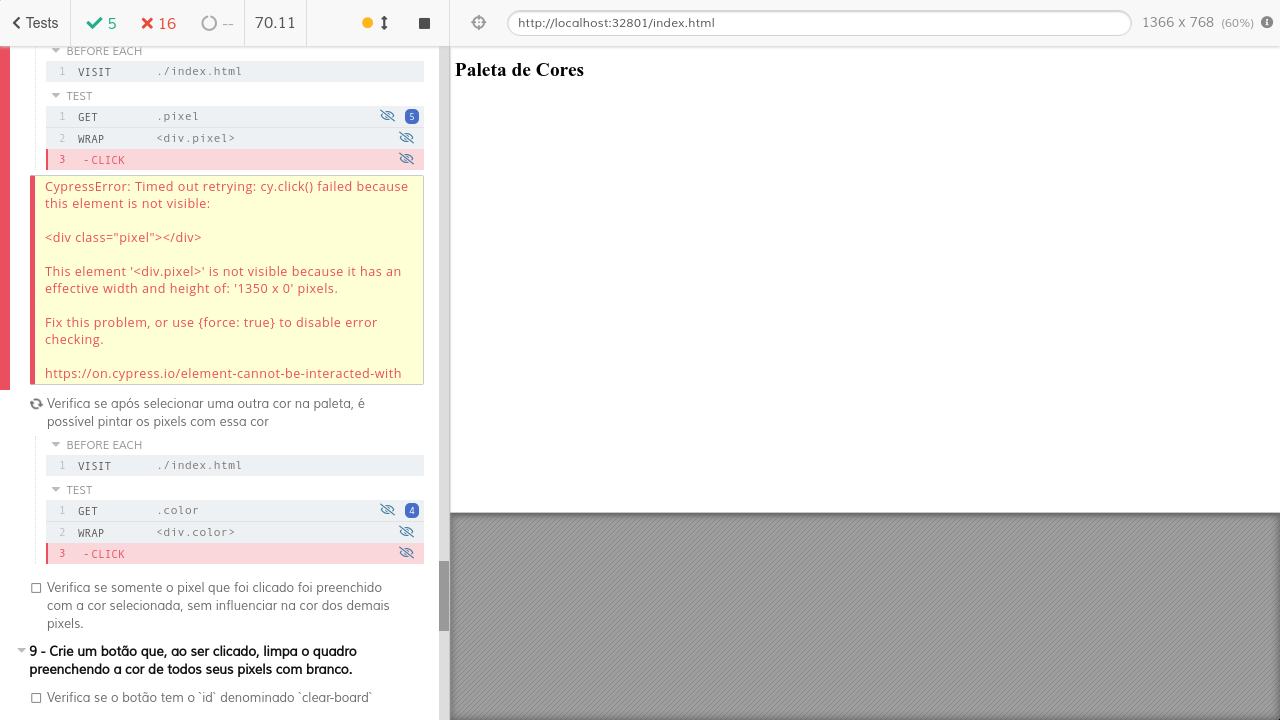 Tests 5 16 -- 70.11 http://localhost:32801/index.html 1366 x 768 (60%)
BEFORE EACH
1 VISIT ./index.html
TEST
1 GET .pixel 5
2 WRAP <div.pixel>
3 -CLICK
CypressError: Timed out retrying: cy.click() failed because
this element is not visible:
<div class="pixel"></div>
This element '<div.pixel>' is not visible because it has an
effective width and height of: '1350 x 0' pixels.
Fix this problem, or use {force: true} to disable error
checking.
https://on.cypress.io/element-cannot-be-interacted-with
Verifica se após selecionar uma outra cor na paleta, é
possível pintar os pixels com essa cor
BEFORE EACH
1 VISIT ./index.html
TEST
1 GET .color 4
2 WRAP <div.color>
3 -CLICK
Verifica se somente o pixel que foi clicado foi preenchido
com a cor selecionada, sem influenciar na cor dos demais
pixels.
9 - Crie um botão que, ao ser clicado, limpa o quadro
preenchendo a cor de todos seus pixels com branco.
Verifica se o botão tem o `id` denominado `clear-board`
Paleta de Cores